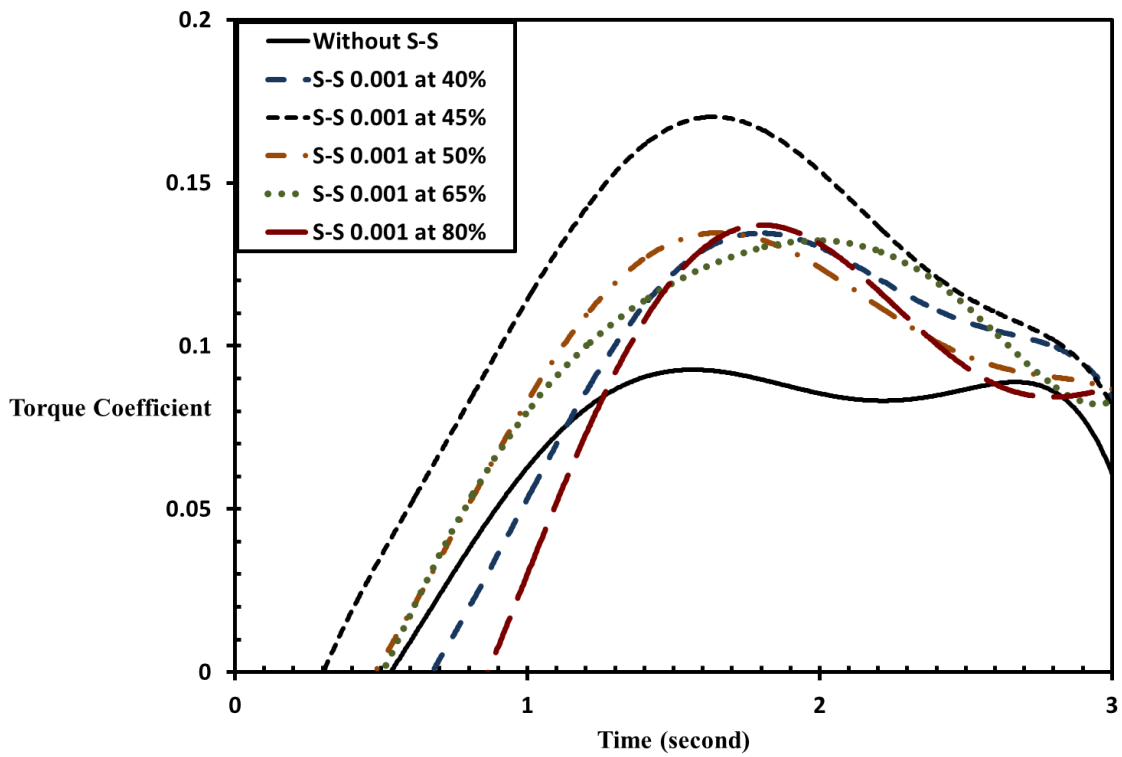 0.2
Without S-S
S-S 0.001 at 40%
S-S 0.001 at 45%
S-S 0.001 at 50%
S-S 0.001 at 65%
S-S 0.001 at 80%
0.15
0.1
Torque Coefficient
0.05
0
0 1 2 3
Time (second)